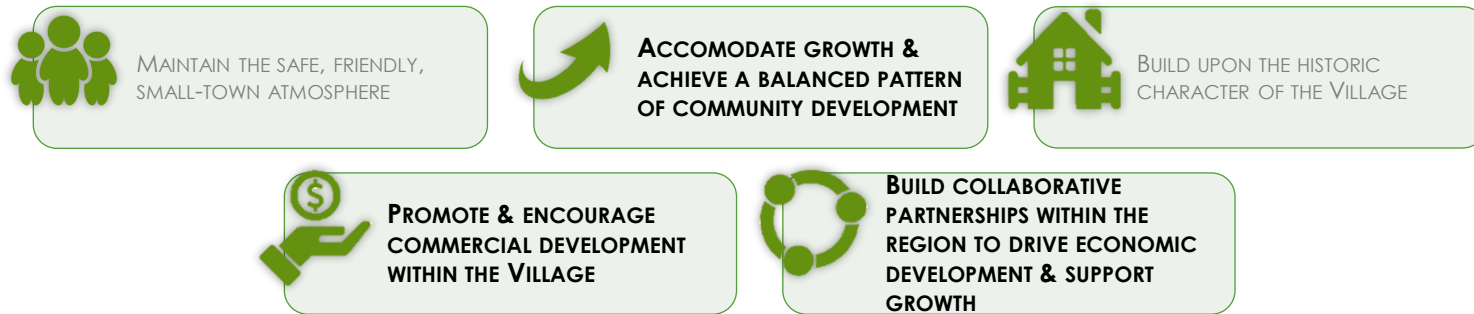 MAINTAIN THE SAFE, FRIENDLY,
SMALL-TOWN ATMOSPHERE
ACCOMODATE GROWTH &
ACHIEVE A BALANCED PATTERN
OF COMMUNITY DEVELOPMENT
BUILD UPON THE HISTORIC
CHARACTER OF THE VILLAGE
$
PROMOTE & ENCOURAGE
COMMERCIAL DEVELOPMENT
WITHIN THE VILLAGE
BUILD COLLABORATIVE
PARTNERSHIPS WITHIN THE
REGION TO DRIVE ECONOMIC
DEVELOPMENT & SUPPORT
GROWTH